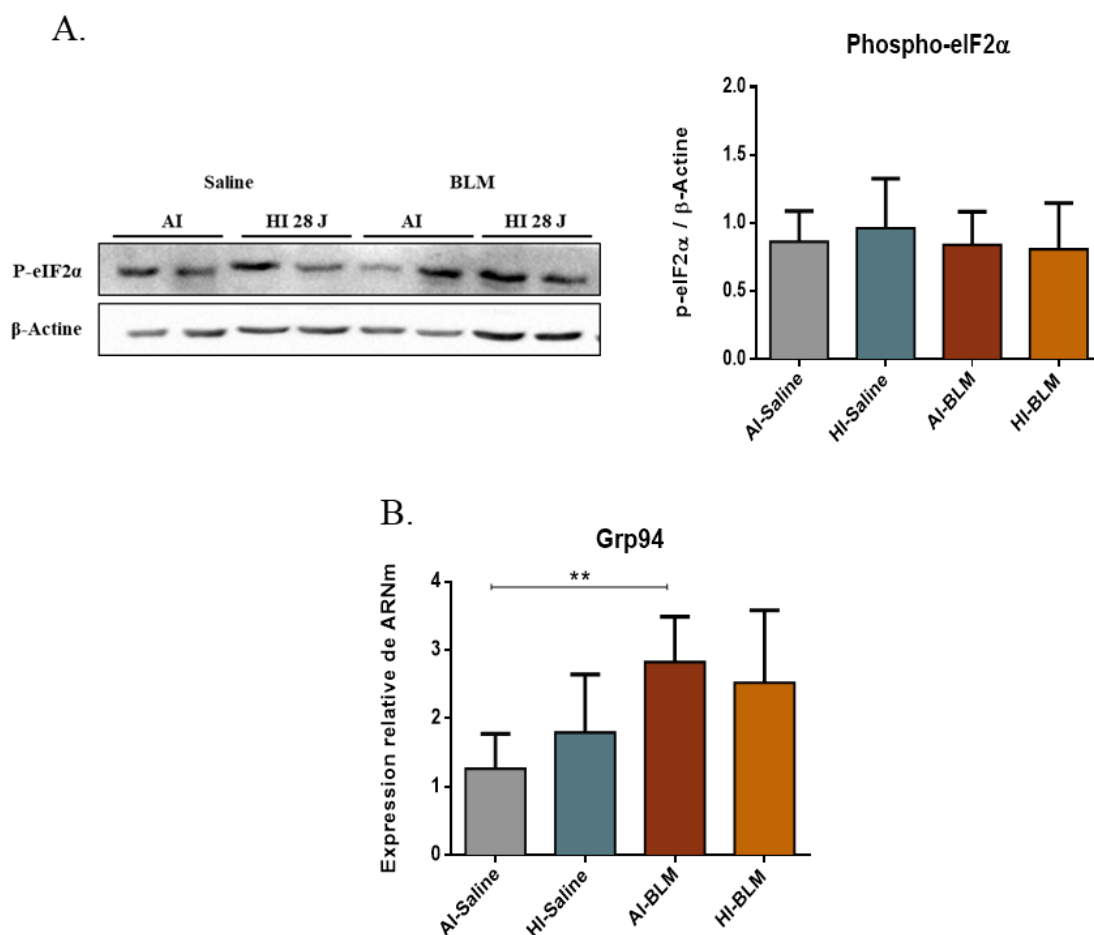 A.
Saline BLM
AI HI 28 J AI HI 28 J
P-eIF2α
β-Actine
Phospho-eIF2α
p-eIF2α / β-Actine
2.0
1.5
1.0
0.5
0.0
AI-Saline HI-Saline AI-BLM HI-BLM
B.
Grp94
Expression relative de ARNm
**
4
3
2
1
0
AI-Saline HI-Saline AI-BLM HI-BLM